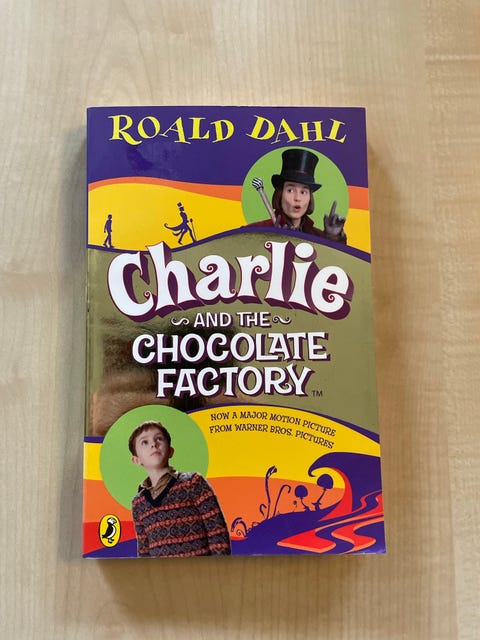 ROALD DAHL
Charlie
AND THE
CHOCOLATE
FACTORY™
NOW A MAJOR MOTION PICTURE
FROM WARNER BROS. PICTURES